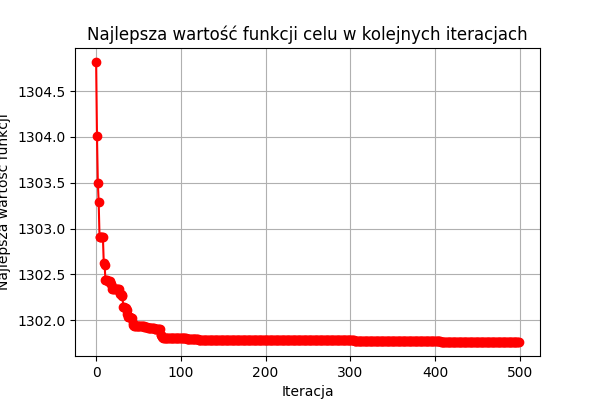 Najlepsza wartość funkcji celu w kolejnych iteracjach
Najlepsza wartość funkcji
1304.5
1304.0
1303.5
1303.0
1302.5
1302.0
0 100 200 300 400 500
Iteracja